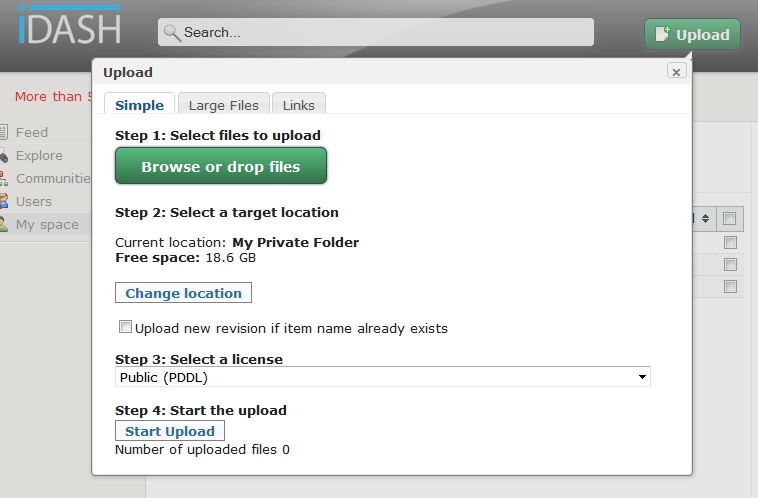 iDASH
Search...
Upload
Upload
More than
Simple
Large Files
Links
Feed
Explore
Communitie
Users
My space
Step 1: Select files to upload
Browse or drop files
Step 2: Select a target location
Current location: My Private Folder
Free space: 18.6 GB
Change location
Upload new revision if item name already exists
Step 3: Select a license
Public (PDDL)
Step 4: Start the upload
Start Upload
Number of uploaded files 0